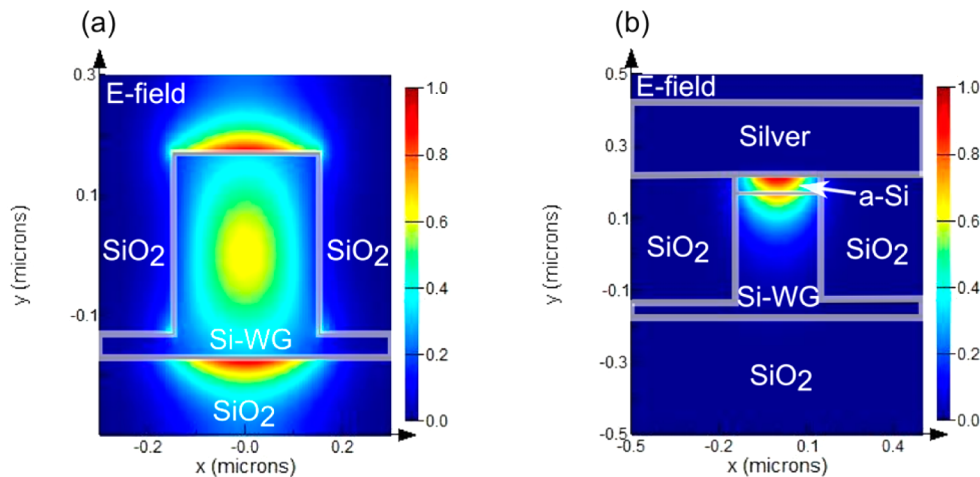 (a)
E-field
SiO2
SiO2
Si-WG
SiO2
0.3
0.1
-0.1
y (microns)
-0.2
-0.0
0.2
x (microns)
1.0
0.8
0.6
0.4
0.2
0.0
(b)
E-field
Silver
a-Si
SiO2
SiO2
Si-WG
SiO2
0.5
0.3
0.1
-0.1
-0.3
-0.5
y (microns)
-0.5
-0.1
0.1
0.5
x (microns)
1.0
0.8
0.6
0.4
0.2
0.0